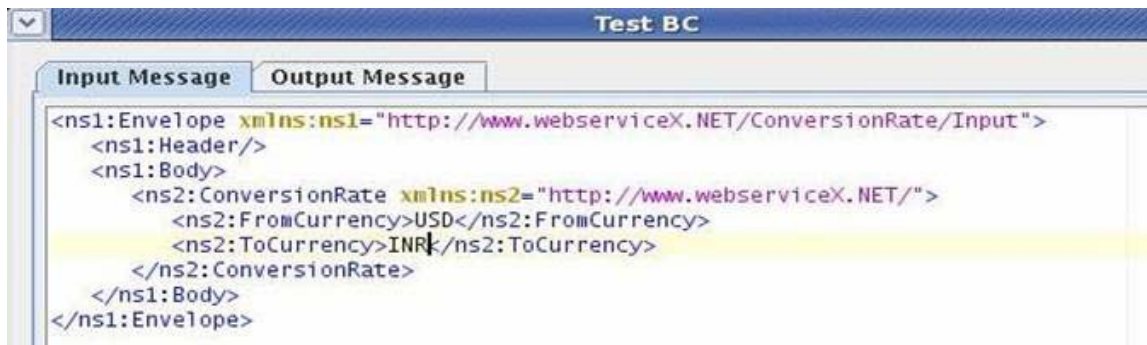 Test BC
Input Message Output Message
<ns1:Envelope xmlns:ns1="http://www.webserviceX.NET/ConversionRate/Input">
<ns1:Header/>
<ns1:Body>
<ns2:ConversionRate xmlns:ns2="http://www.webserviceX.NET/">
<ns2:FromCurrency>USD</ns2:FromCurrency>
<ns2:ToCurrency>INR</ns2:ToCurrency>
</ns2:ConversionRate>
</ns1:Body>
</ns1:Envelope>